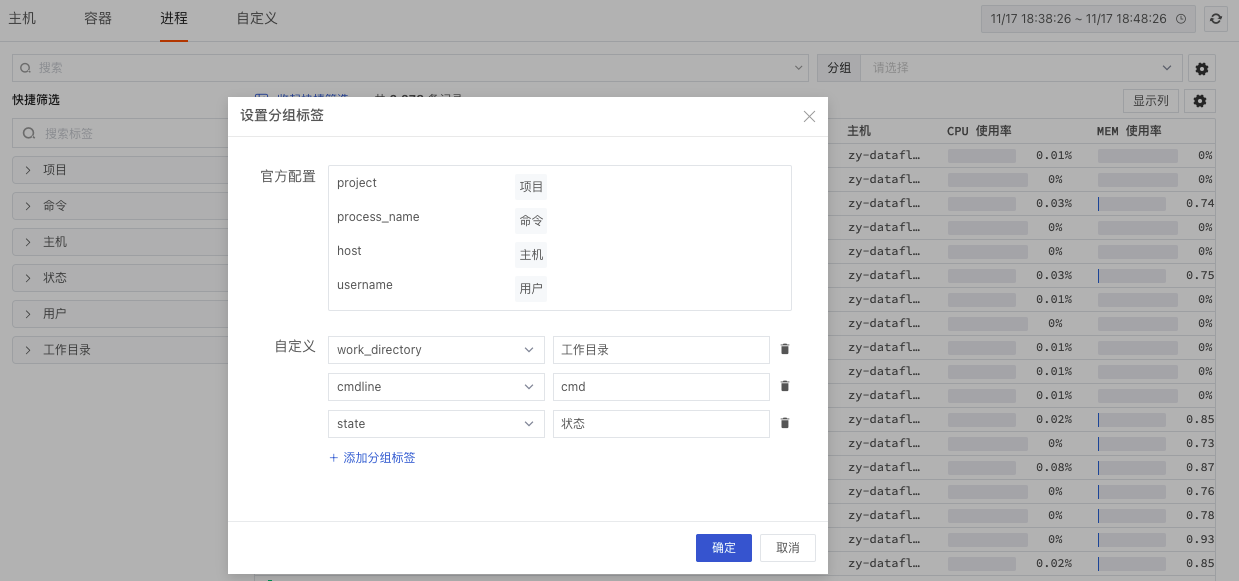 主机 容器 进程 自定义 11/17 18:38:26 ~ 11/17 18:48:26
搜索 分组 请选择
快捷筛选 显示列
搜索标签
项目
命令
主机
状态
用户
工作目录
设置分组标签
官方配置
project 项目
process_name 命令
host 主机
username 用户
自定义
work_directory 工作目录
cmdline cmd
state 状态
+ 添加分组标签
确定 取消
主机 CPU 使用率 MEM 使用率
zy-datafl… 0.01% 0%
zy-datafl… 0% 0%
zy-datafl… 0.03% 0.74
zy-datafl… 0% 0%
zy-datafl… 0% 0%
zy-datafl… 0.03% 0.75
zy-datafl… 0.01% 0%
zy-datafl… 0% 0%
zy-datafl… 0.01% 0%
zy-datafl… 0.01% 0%
zy-datafl… 0.01% 0%
zy-datafl… 0.02% 0.85
zy-datafl… 0% 0.73
zy-datafl… 0.08% 0.87
zy-datafl… 0% 0.76
zy-datafl… 0% 0.78
zy-datafl… 0% 0.93
zy-datafl… 0.02% 0.85